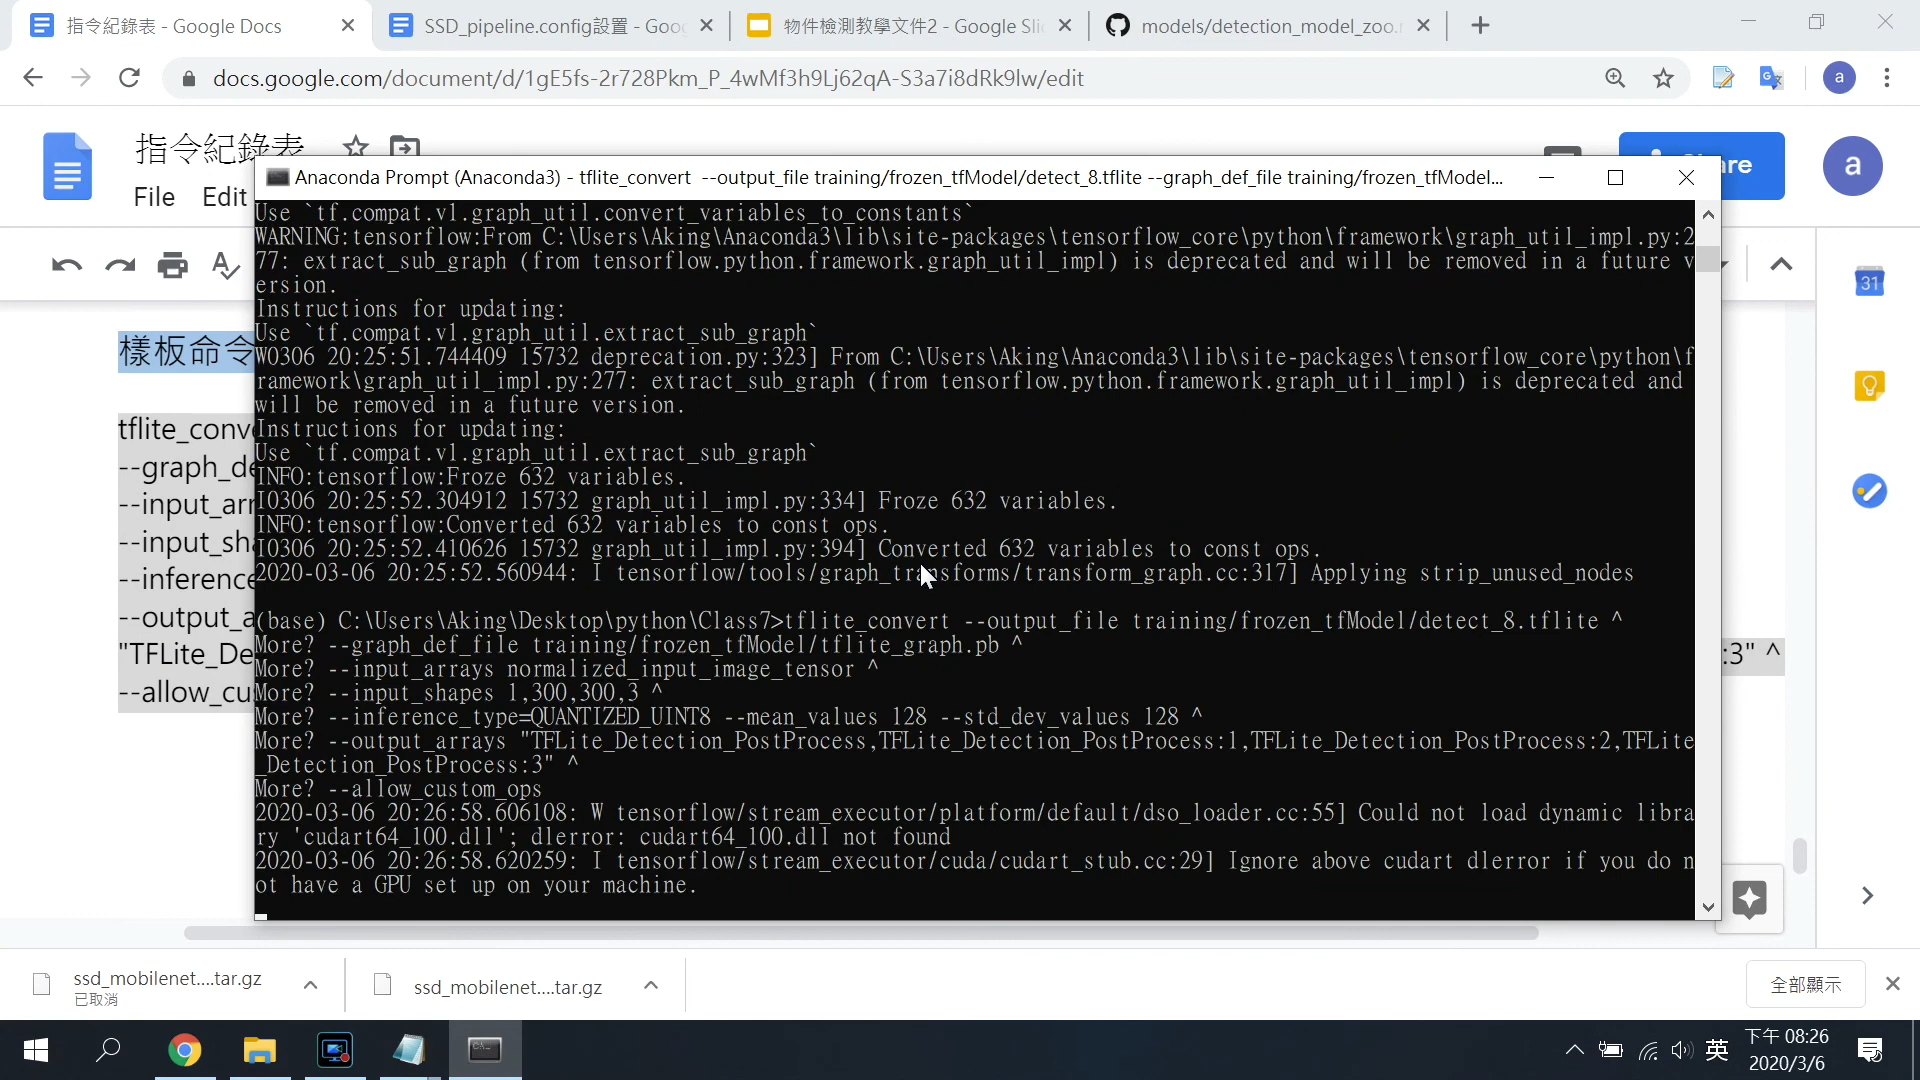 指令紀錄表 - Google Docs
SSD_pipeline.config設置 - Goog
物件檢測教學文件2 - Google Sli
models/detection_model_zoo.r
docs.google.com/document/d/1gE5fs-2r728Pkm_P_4wMf3h9Lj62qA-S3a7i8dRk9lw/edit
a
指令紀錄表
File Edit
a
31
樣板命令
tflite_conv
--graph_de
--input_arr
--input_sha
--inference
--output_a
"TFLite_De
--allow_cu
:3" ^
Anaconda Prompt (Anaconda3) - tflite_convert --output_file training/frozen_tfModel/detect_8.tflite --graph_def_file training/frozen_tfModel...
Use `tf.compat.v1.graph_util.convert_variables_to_constants`
WARNING:tensorflow:From C:\Users\Aking\Anaconda3\lib\site-packages\tensorflow_core\python\framework\graph_util_impl.py:2
77: extract_sub_graph (from tensorflow.python.framework.graph_util_impl) is deprecated and will be removed in a future v
ersion.
Instructions for updating:
Use `tf.compat.v1.graph_util.extract_sub_graph`
W0306 20:25:51.744409 15732 deprecation.py:323] From C:\Users\Aking\Anaconda3\lib\site-packages\tensorflow_core\python\f
ramework\graph_util_impl.py:277: extract_sub_graph (from tensorflow.python.framework.graph_util_impl) is deprecated and
will be removed in a future version.
Instructions for updating:
Use `tf.compat.v1.graph_util.extract_sub_graph`
INFO:tensorflow:Froze 632 variables.
I0306 20:25:52.304912 15732 graph_util_impl.py:334] Froze 632 variables.
INFO:tensorflow:Converted 632 variables to const ops.
I0306 20:25:52.410626 15732 graph_util_impl.py:394] Converted 632 variables to const ops.
2020-03-06 20:25:52.560944: I tensorflow/tools/graph_transforms/transform_graph.cc:317] Applying strip_unused_nodes
(base) C:\Users\Aking\Desktop\python\Class7>tflite_convert --output_file training/frozen_tfModel/detect_8.tflite ^
More? --graph_def_file training/frozen_tfModel/tflite_graph.pb ^
More? --input_arrays normalized_input_image_tensor ^
More? --input_shapes 1,300,300,3 ^
More? --inference_type=QUANTIZED_UINT8 --mean_values 128 --std_dev_values 128 ^
More? --output_arrays "TFLite_Detection_PostProcess,TFLite_Detection_PostProcess:1,TFLite_Detection_PostProcess:2,TFLite
_Detection_PostProcess:3" ^
More? --allow_custom_ops
2020-03-06 20:26:58.606108: W tensorflow/stream_executor/platform/default/dso_loader.cc:55] Could not load dynamic libra
ry 'cudart64_100.dll'; dlerror: cudart64_100.dll not found
2020-03-06 20:26:58.620259: I tensorflow/stream_executor/cuda/cudart_stub.cc:29] Ignore above cudart dlerror if you do n
ot have a GPU set up on your machine.
ssd_mobilenet....tar.gz
已取消
ssd_mobilenet....tar.gz
全部顯示
英
下午 08:26
2020/3/6